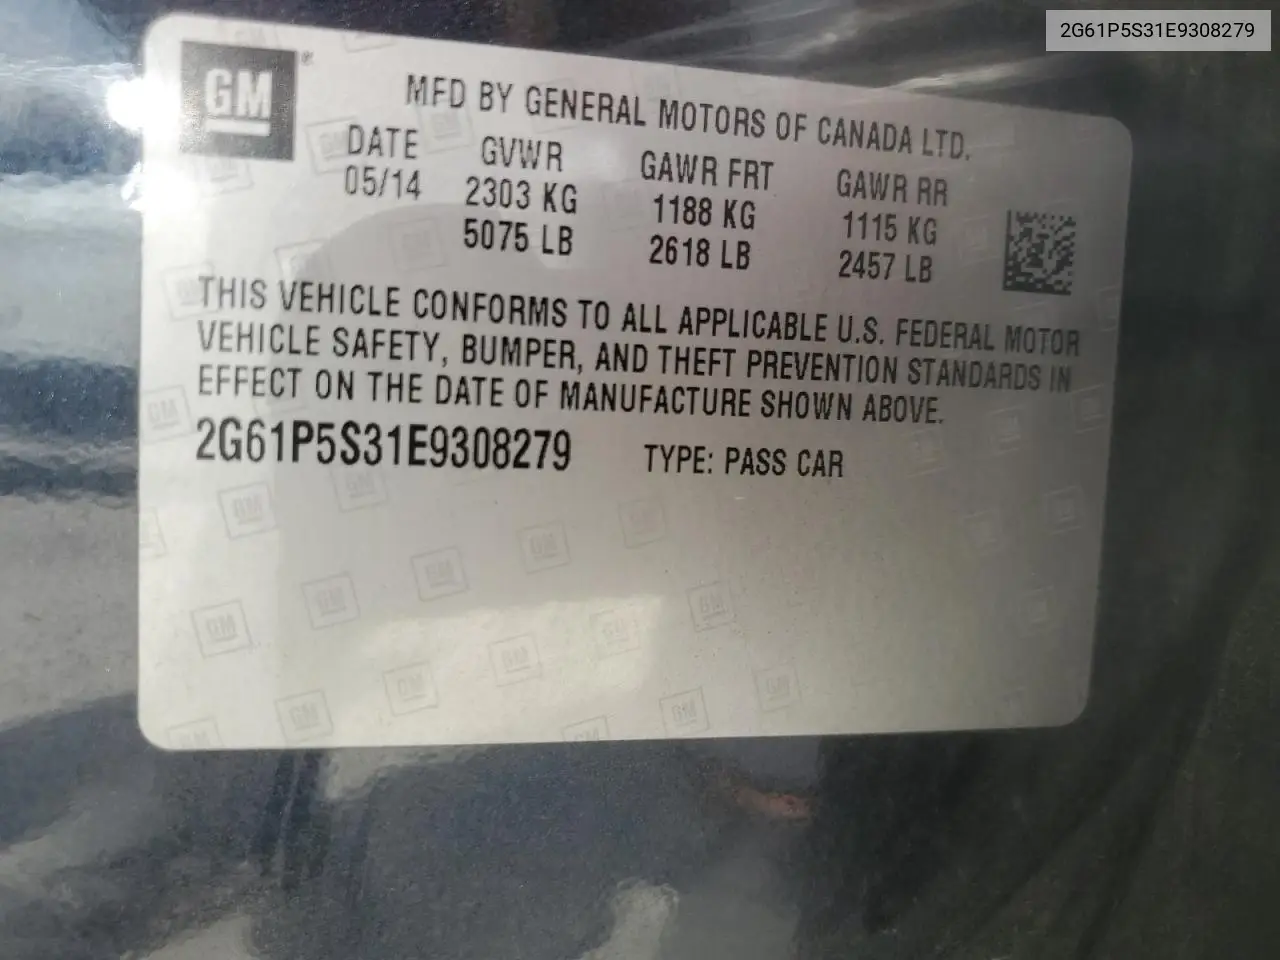 2G61P5S31E9308279
GM®
MFD BY GENERAL MOTORS OF CANADA LTD.
DATE GVWR GAWR FRT GAWR RR
05/14 2303 KG 1188 KG 1115 KG
5075 LB 2618 LB 2457 LB
THIS VEHICLE CONFORMS TO ALL APPLICABLE U.S. FEDERAL MOTOR
VEHICLE SAFETY, BUMPER, AND THEFT PREVENTION STANDARDS IN
EFFECT ON THE DATE OF MANUFACTURE SHOWN ABOVE.
2G61P5S31E9308279 TYPE: PASS CAR